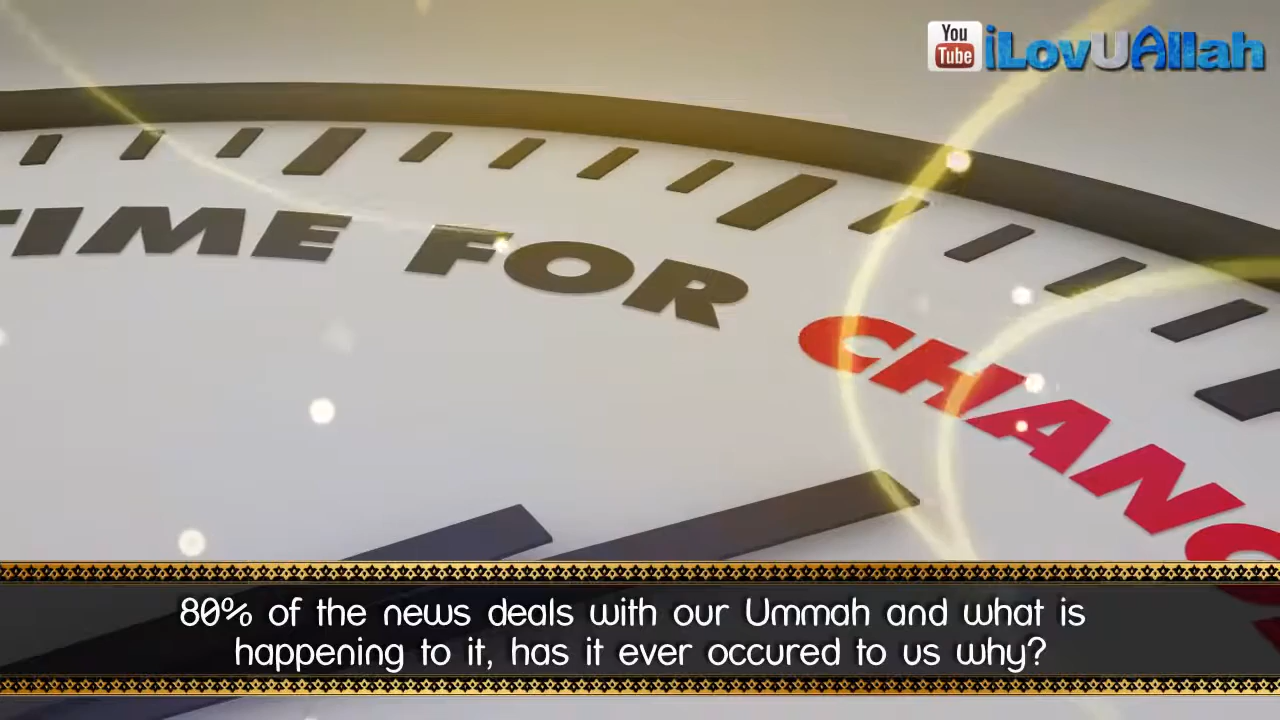 You
Tube
iLovUAllah
TIME FOR CHANG
80% of the news deals with our Ummah and what is
happening to it, has it ever occured to us why?